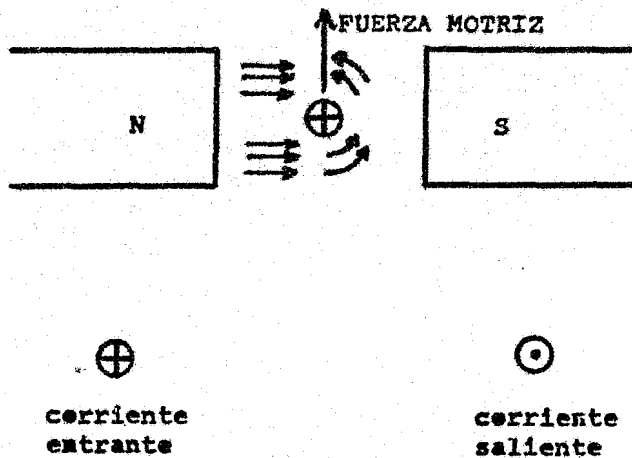 FUERZA MOTRIZ
N
S
corriente
entrante
corriente
saliente